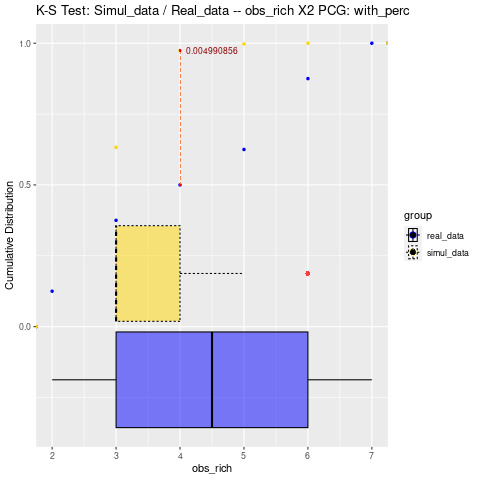 K-S Test: Simul_data / Real_data -- obs_rich X2 PCG: with_perc
1.0
0.004990856
0.5
0.0
Cumulative Distribution
2 3 4 5 6 7
obs_rich
group
real_data
simul_data